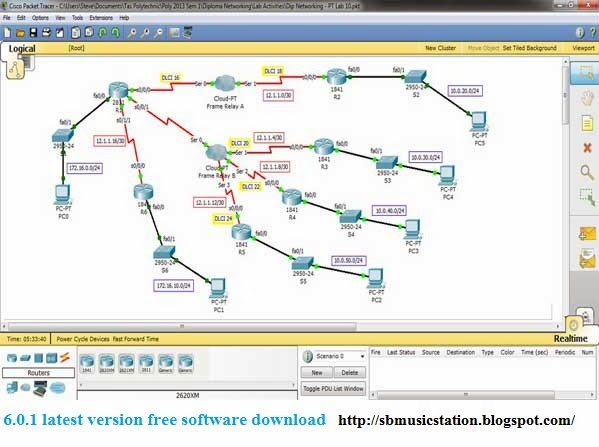 Cisco Packet Tracer - C:\Users\Steve\Documents\Tas Polytechnic\Poly 2013 Sem 1\Diploma Networking\Lab Activities\Dip Networking - PT Lab 10.pkt
File Edit Options View Tools Extensions Help
Logical [Root] New Cluster Move Object Set Tiled Background Viewport
DLCI 16
DLCI 18
fa0/0
fa0/1
2950-24
S2
s0/0/0
Ser 0
Ser 1
s0/0/0
Cloud-PT
Frame Relay A
1841
R2
12.1.1.0/30
10.0.20.0/24
fa0/0
R1
s0/1/1
s0/0/1
PC-PT
PC5
12.1.1.16/30
fa0/1
2950-24
S1
Ser 0
DLCI 20
12.1.1.4/30
s0/0/0
fa0/0
1841
R3
10.0.30.0/24
fa0/1
2950-24
S3
PC-PT
PC4
Cloud-PT
Frame Relay B
Ser 2
12.1.1.8/30
Ser 3
DLCI 22
s0/0/0
fa0/0
1841
R4
10.0.40.0/24
fa0/1
2950-24
S4
PC-PT
PC3
172.16.0.0/24
PC-PT
PC0
s0/0/0
1841
R6
fa0/0
12.1.1.12/30
DLCI 24
s0/0/0
fa0/0
1841
R5
fa0/1
2950-24
S5
10.0.50.0/24
PC-PT
PC2
fa0/1
2950-24
S6
172.16.10.0/24
PC-PT
PC1
Time: 05:33:40 Power Cycle Devices Fast Forward Time Realtime
Routers
1841 2620XM 2621XM 2811 Generic Generic
2620XM
Scenario 0
New Delete
Toggle PDU List Window
Fire Last Status Source Destination Type Color Time (sec) Periodic Num
6.0.1 latest version free software download http://sbmusicstation.blogspot.com/